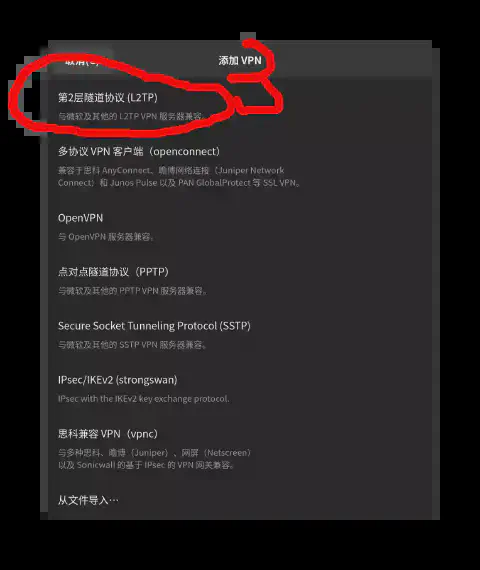 添加 VPN
第2层隧道协议 (L2TP)
与微软及其他的 L2TP VPN 服务器兼容。
多协议 VPN 客户端（openconnect）
兼容于思科 AnyConnect、瞻博网络连接（Juniper Network
Connect）和 Junos Pulse 以及 PAN GlobalProtect 等 SSL VPN。
OpenVPN
与 OpenVPN 服务器兼容。
点对点隧道协议（PPTP）
与微软及其他的 PPTP VPN 服务器兼容。
Secure Socket Tunneling Protocol (SSTP)
与微软及其他的 SSTP VPN 服务器兼容。
IPsec/IKEv2 (strongswan)
IPsec with the IKEv2 key exchange protocol.
思科兼容 VPN（vpnc）
与多种思科、瞻博（Juniper）、网屏（Netscreen）
以及 Sonicwall 的基于 IPsec 的 VPN 网关兼容。
从文件导入…